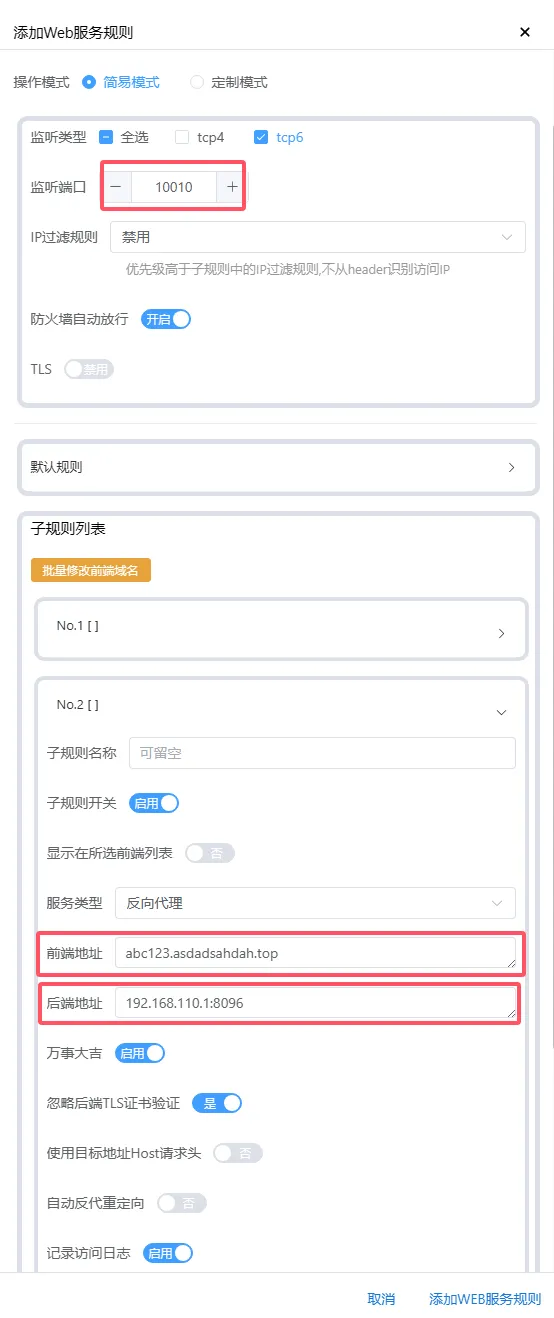 添加Web服务规则
操作模式 简易模式 定制模式
监听类型 全选 tcp4 tcp6
监听端口 10010
IP过滤规则 禁用
优先级高于子规则中的IP过滤规则,不从header识别访问IP
防火墙自动放行 开启
TLS 禁用
默认规则
子规则列表
批量修改前端域名
No.1 [ ]
No.2 [ ]
子规则名称 可留空
子规则开关 启用
显示在所选前端列表 否
服务类型 反向代理
前端地址 abc123.asdadsahdah.top
后端地址 192.168.110.1:8096
万事大吉 启用
忽略后端TLS证书验证 是
使用目标地址Host请求头 否
自动反代重定向 否
记录访问日志 启用
取消 添加WEB服务规则